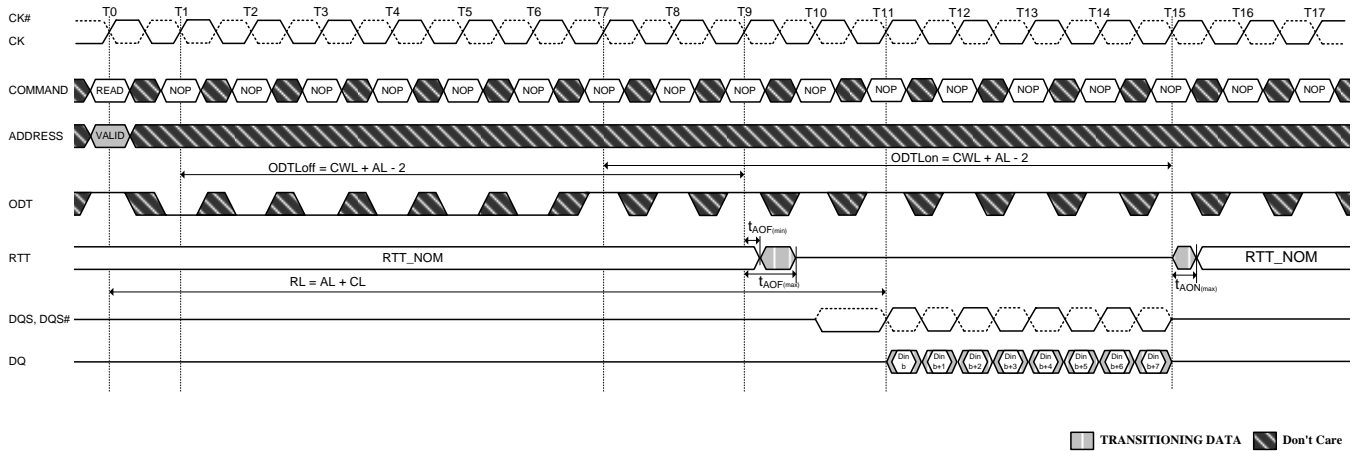 CK#
CK
T0 T1 T2 T3 T4 T5 T6 T7 T8 T9 T10 T11 T12 T13 T14 T15 T16 T17
COMMAND READ NOP NOP NOP NOP NOP NOP NOP NOP NOP NOP NOP NOP NOP NOP NOP NOP NOP
ADDRESS VALID
ODTLoff = CWL + AL - 2
ODTLon = CWL + AL - 2
ODT
tAOF(min)
RTT RTT_NOM RTT_NOM
RL = AL + CL
tAOF(max)
tAON(max)
DQS, DQS#
DQ
Din b
Din b+1
Din b+2
Din b+3
Din b+4
Din b+5
Din b+6
Din b+7
TRANSITIONING DATA Don't Care